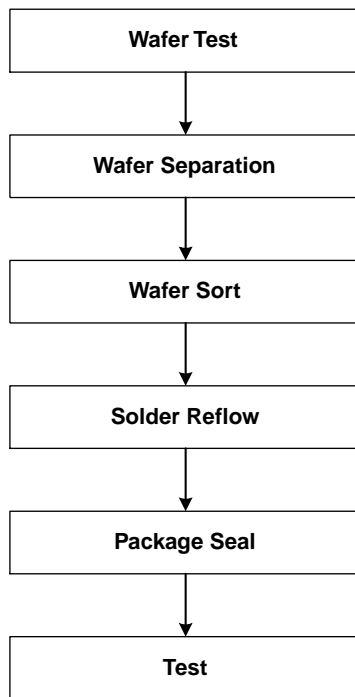 Wafer Test
Wafer Separation
Wafer Sort
Solder Reflow
Package Seal
Test